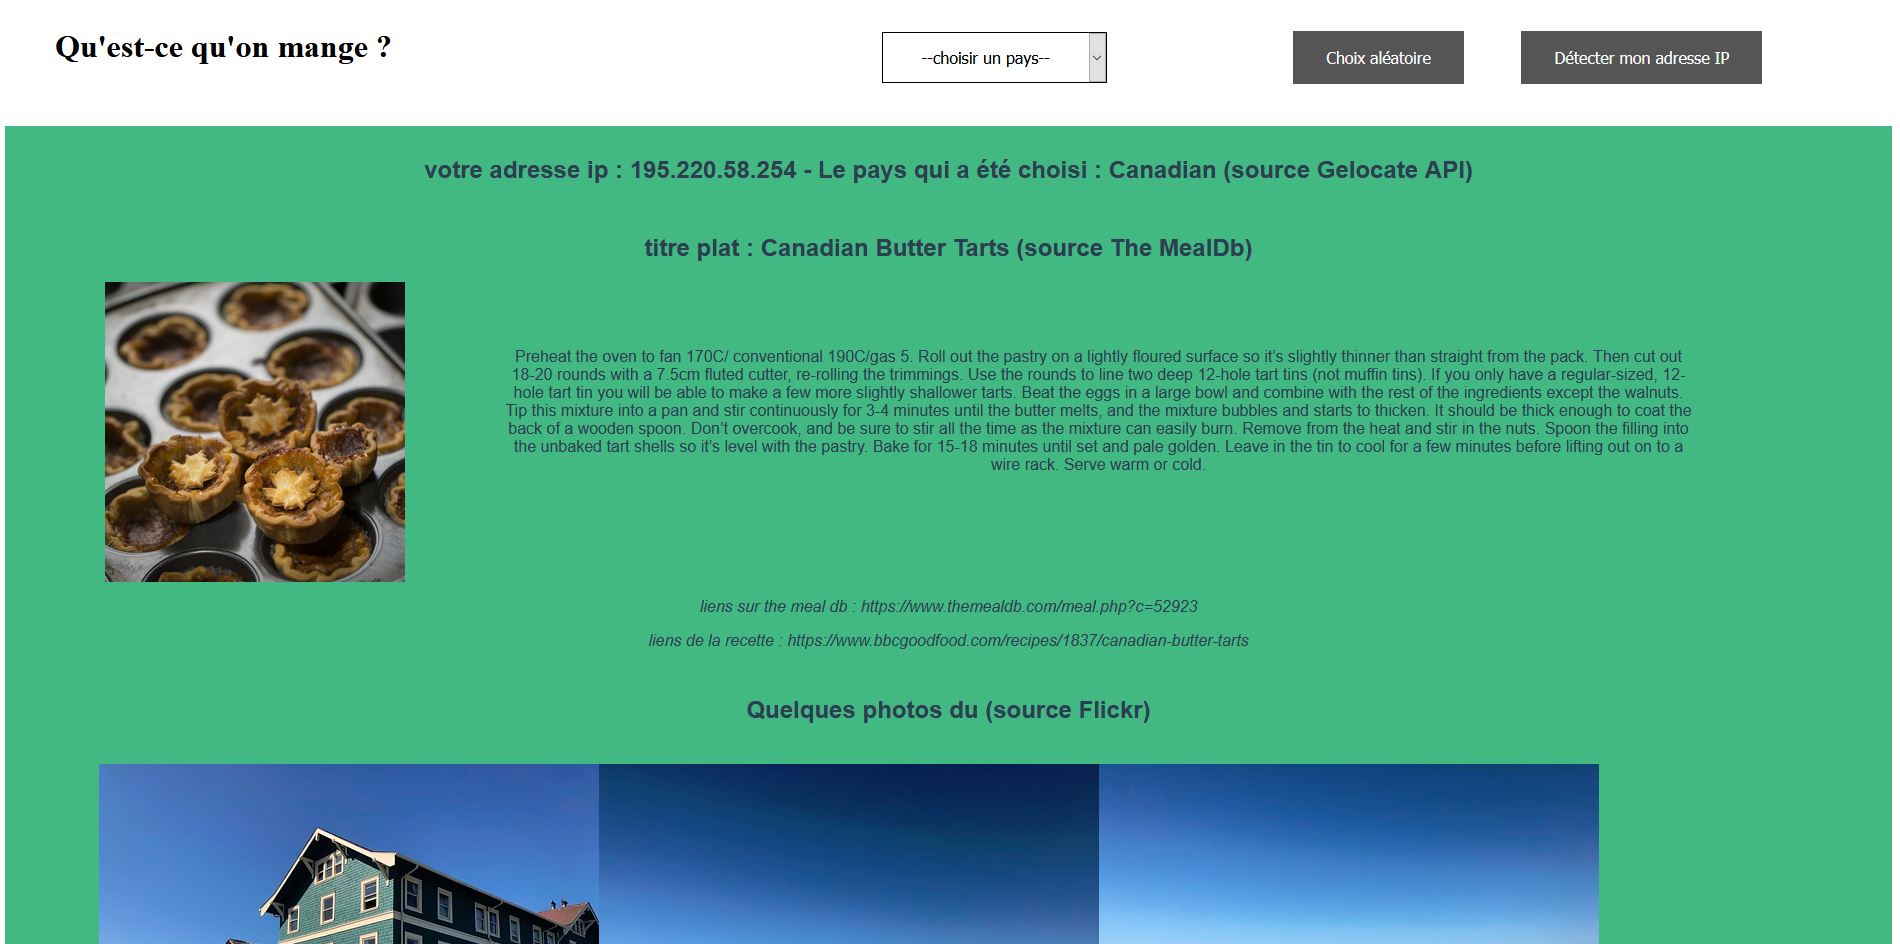 Qu'est-ce qu'on mange ?
--choisir un pays--
Choix aléatoire
Détecter mon adresse IP
votre adresse ip : 195.220.58.254 - Le pays qui a été choisi : Canadian (source Gelocate API)
titre plat : Canadian Butter Tarts (source The MealDb)
Preheat the oven to fan 170C/ conventional 190C/gas 5. Roll out the pastry on a lightly floured surface so it’s slightly thinner than straight from the pack. Then cut out
18-20 rounds with a 7.5cm fluted cutter, re-rolling the trimmings. Use the rounds to line two deep 12-hole tart tins (not muffin tins). If you only have a regular-sized, 12-
hole tart tin you will be able to make a few more slightly shallower tarts. Beat the eggs in a large bowl and combine with the rest of the ingredients except the walnuts.
Tip this mixture into a pan and stir continuously for 3-4 minutes until the butter melts, and the mixture bubbles and starts to thicken. It should be thick enough to coat the
back of a wooden spoon. Don’t overcook, and be sure to stir all the time as the mixture can easily burn. Remove from the heat and stir in the nuts. Spoon the filling into
the unbaked tart shells so it’s level with the pastry. Bake for 15-18 minutes until set and pale golden. Leave in the tin to cool for a few minutes before lifting out on to a
wire rack. Serve warm or cold.
liens sur the meal db : https://www.themealdb.com/meal.php?c=52923
liens de la recette : https://www.bbcgoodfood.com/recipes/1837/canadian-butter-tarts
Quelques photos du (source Flickr)